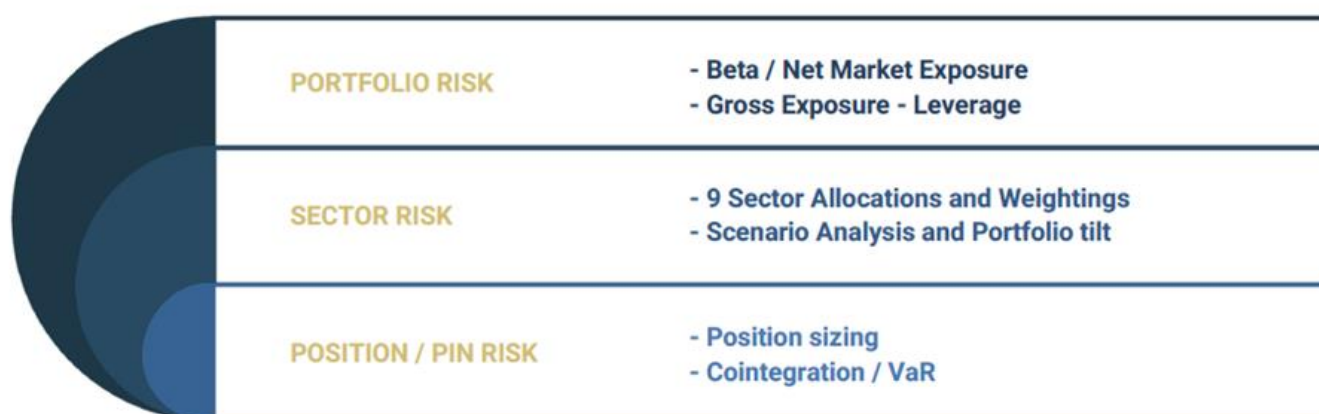 PORTFOLIO RISK
- Beta / Net Market Exposure
- Gross Exposure - Leverage
SECTOR RISK
- 9 Sector Allocations and Weightings
- Scenario Analysis and Portfolio tilt
POSITION / PIN RISK
- Position sizing
- Cointegration / VaR